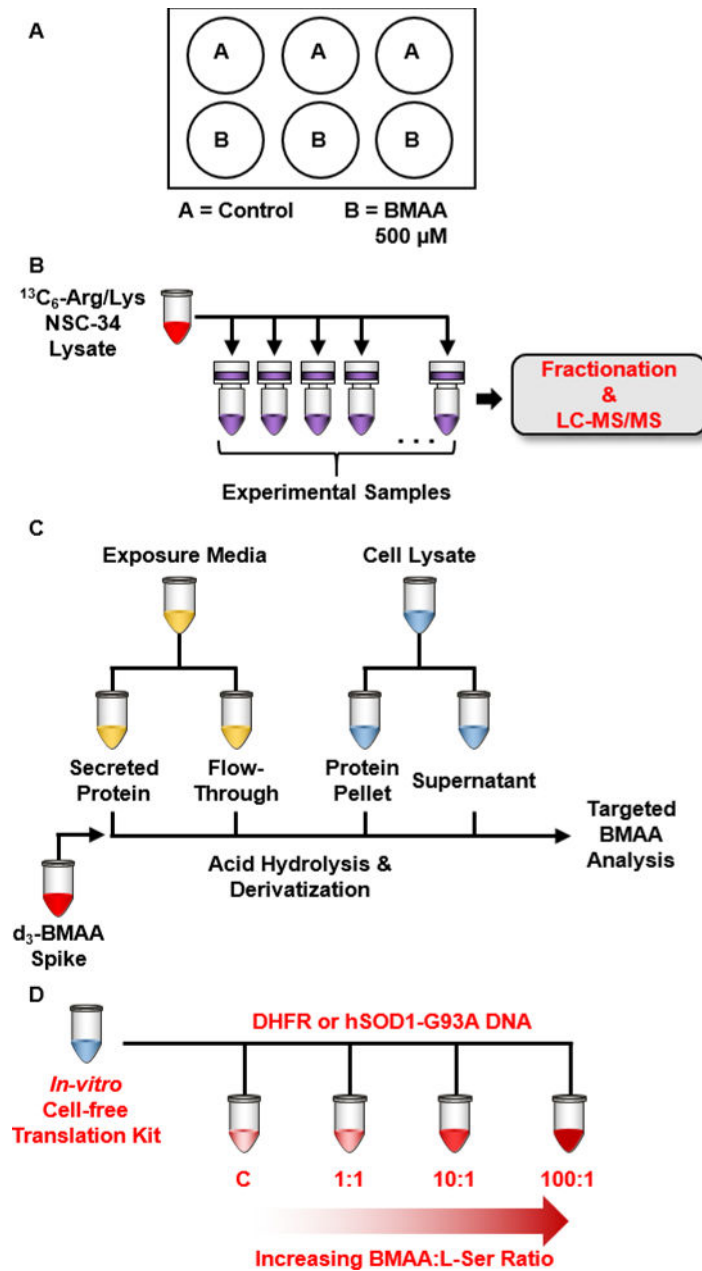 A
A A A
B B B
A = Control B = BMAA
500 µM
B
¹³C₆-Arg/Lys
NSC-34
Lysate
Fractionation
&
LC-MS/MS
. . .
Experimental Samples
C
Exposure Media
Cell Lysate
Secreted
Protein
Flow-
Through
Protein
Pellet
Supernatant
Targeted
BMAA
Analysis
Acid Hydrolysis &
Derivatization
d₃-BMAA
Spike
D
DHFR or hSOD1-G93A DNA
In-vitro
Cell-free
Translation Kit
C 1:1 10:1 100:1
Increasing BMAA:L-Ser Ratio